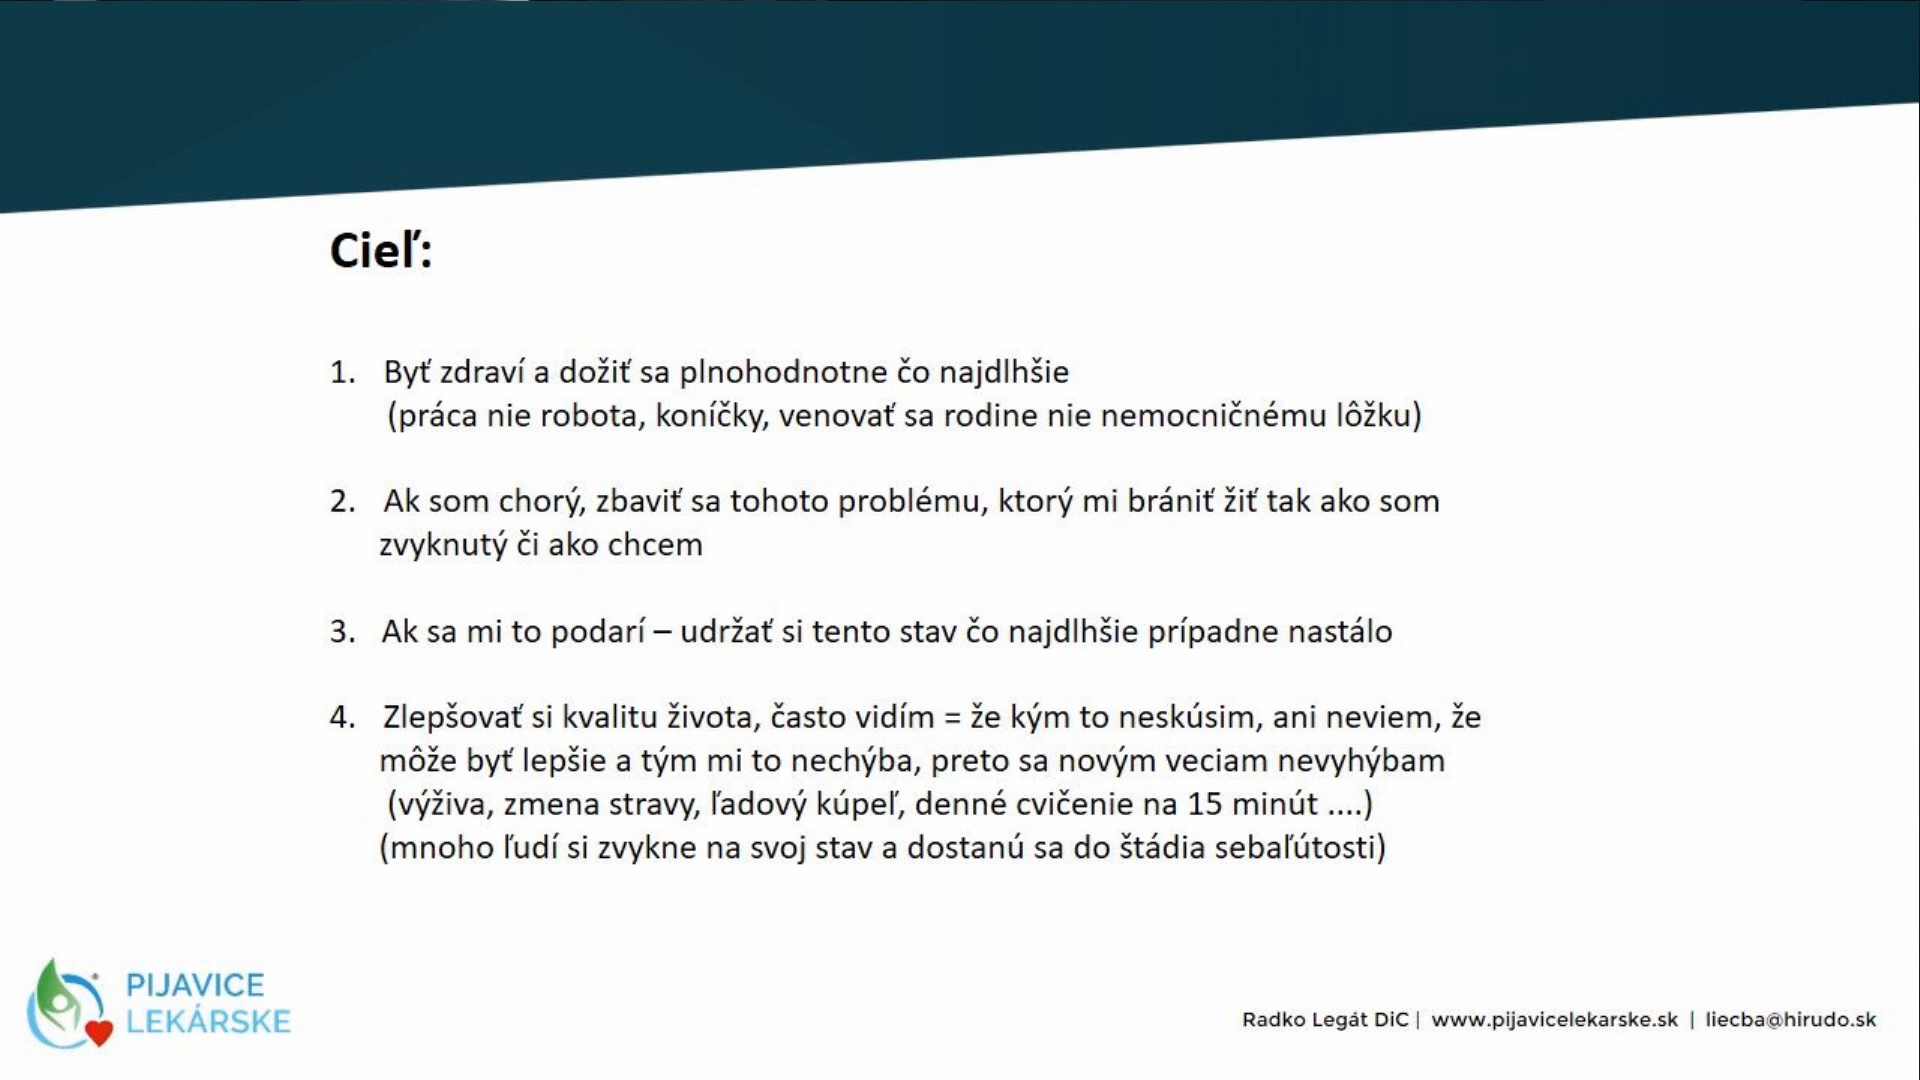 Cieľ:
1. Byť zdraví a dožiť sa plnohodnotne čo najdlhšie
(práca nie robota, koníčky, venovať sa rodine nie nemocničnému lôžku)
2. Ak som chorý, zbaviť sa tohoto problému, ktorý mi brániť žiť tak ako som
zvyknutý či ako chcem
3. Ak sa mi to podarí – udržať si tento stav čo najdlhšie prípadne nastálo
4. Zlepšovať si kvalitu života, často vidím = že kým to neskúsim, ani neviem, že
môže byť lepšie a tým mi to nechýba, preto sa novým veciam nevyhýbam
(výživa, zmena stravy, ľadový kúpeľ, denné cvičenie na 15 minút ....)
(mnoho ľudí si zvykne na svoj stav a dostanú sa do štádia sebaľútosti)
PIJAVICE
LEKÁRSKE
Radko Legát DiC | www.pijavicelekarske.sk | liecba@hirudo.sk